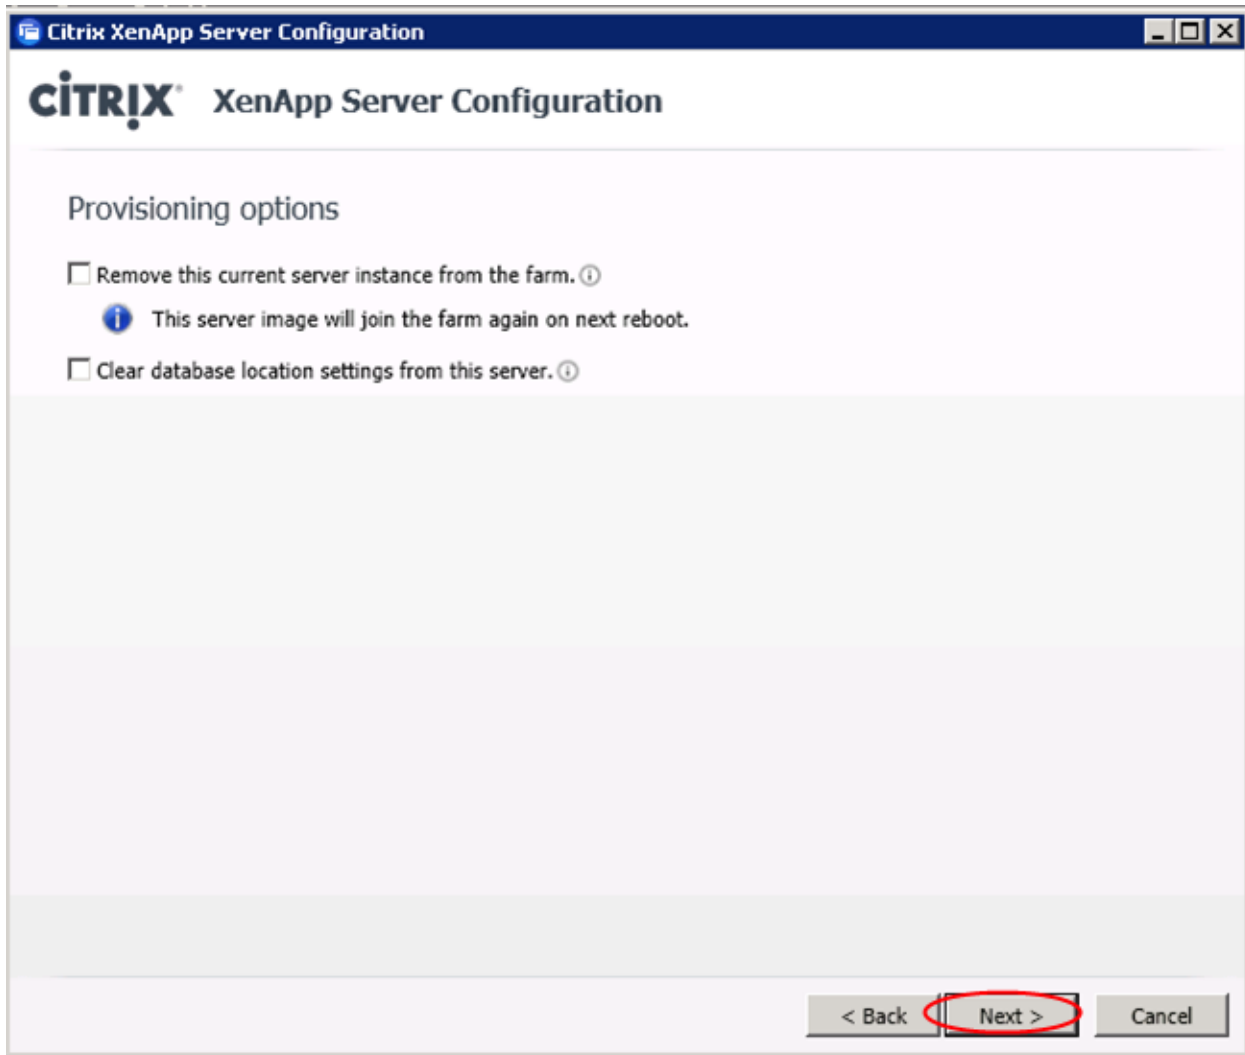 Citrix XenApp Server Configuration
CİTRIX XenApp Server Configuration
Provisioning options
Remove this current server instance from the farm.
This server image will join the farm again on next reboot.
Clear database location settings from this server.
< Back Next > Cancel